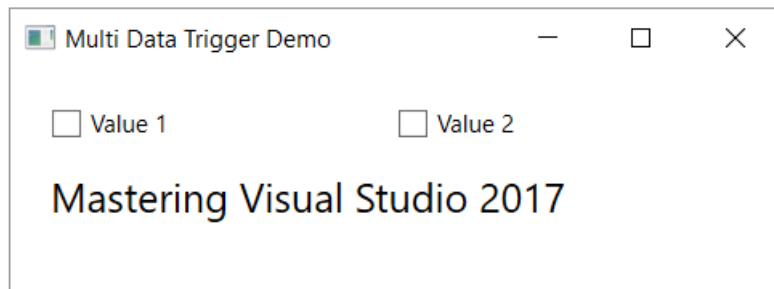 Multi Data Trigger Demo
Value 1 Value 2
Mastering Visual Studio 2017